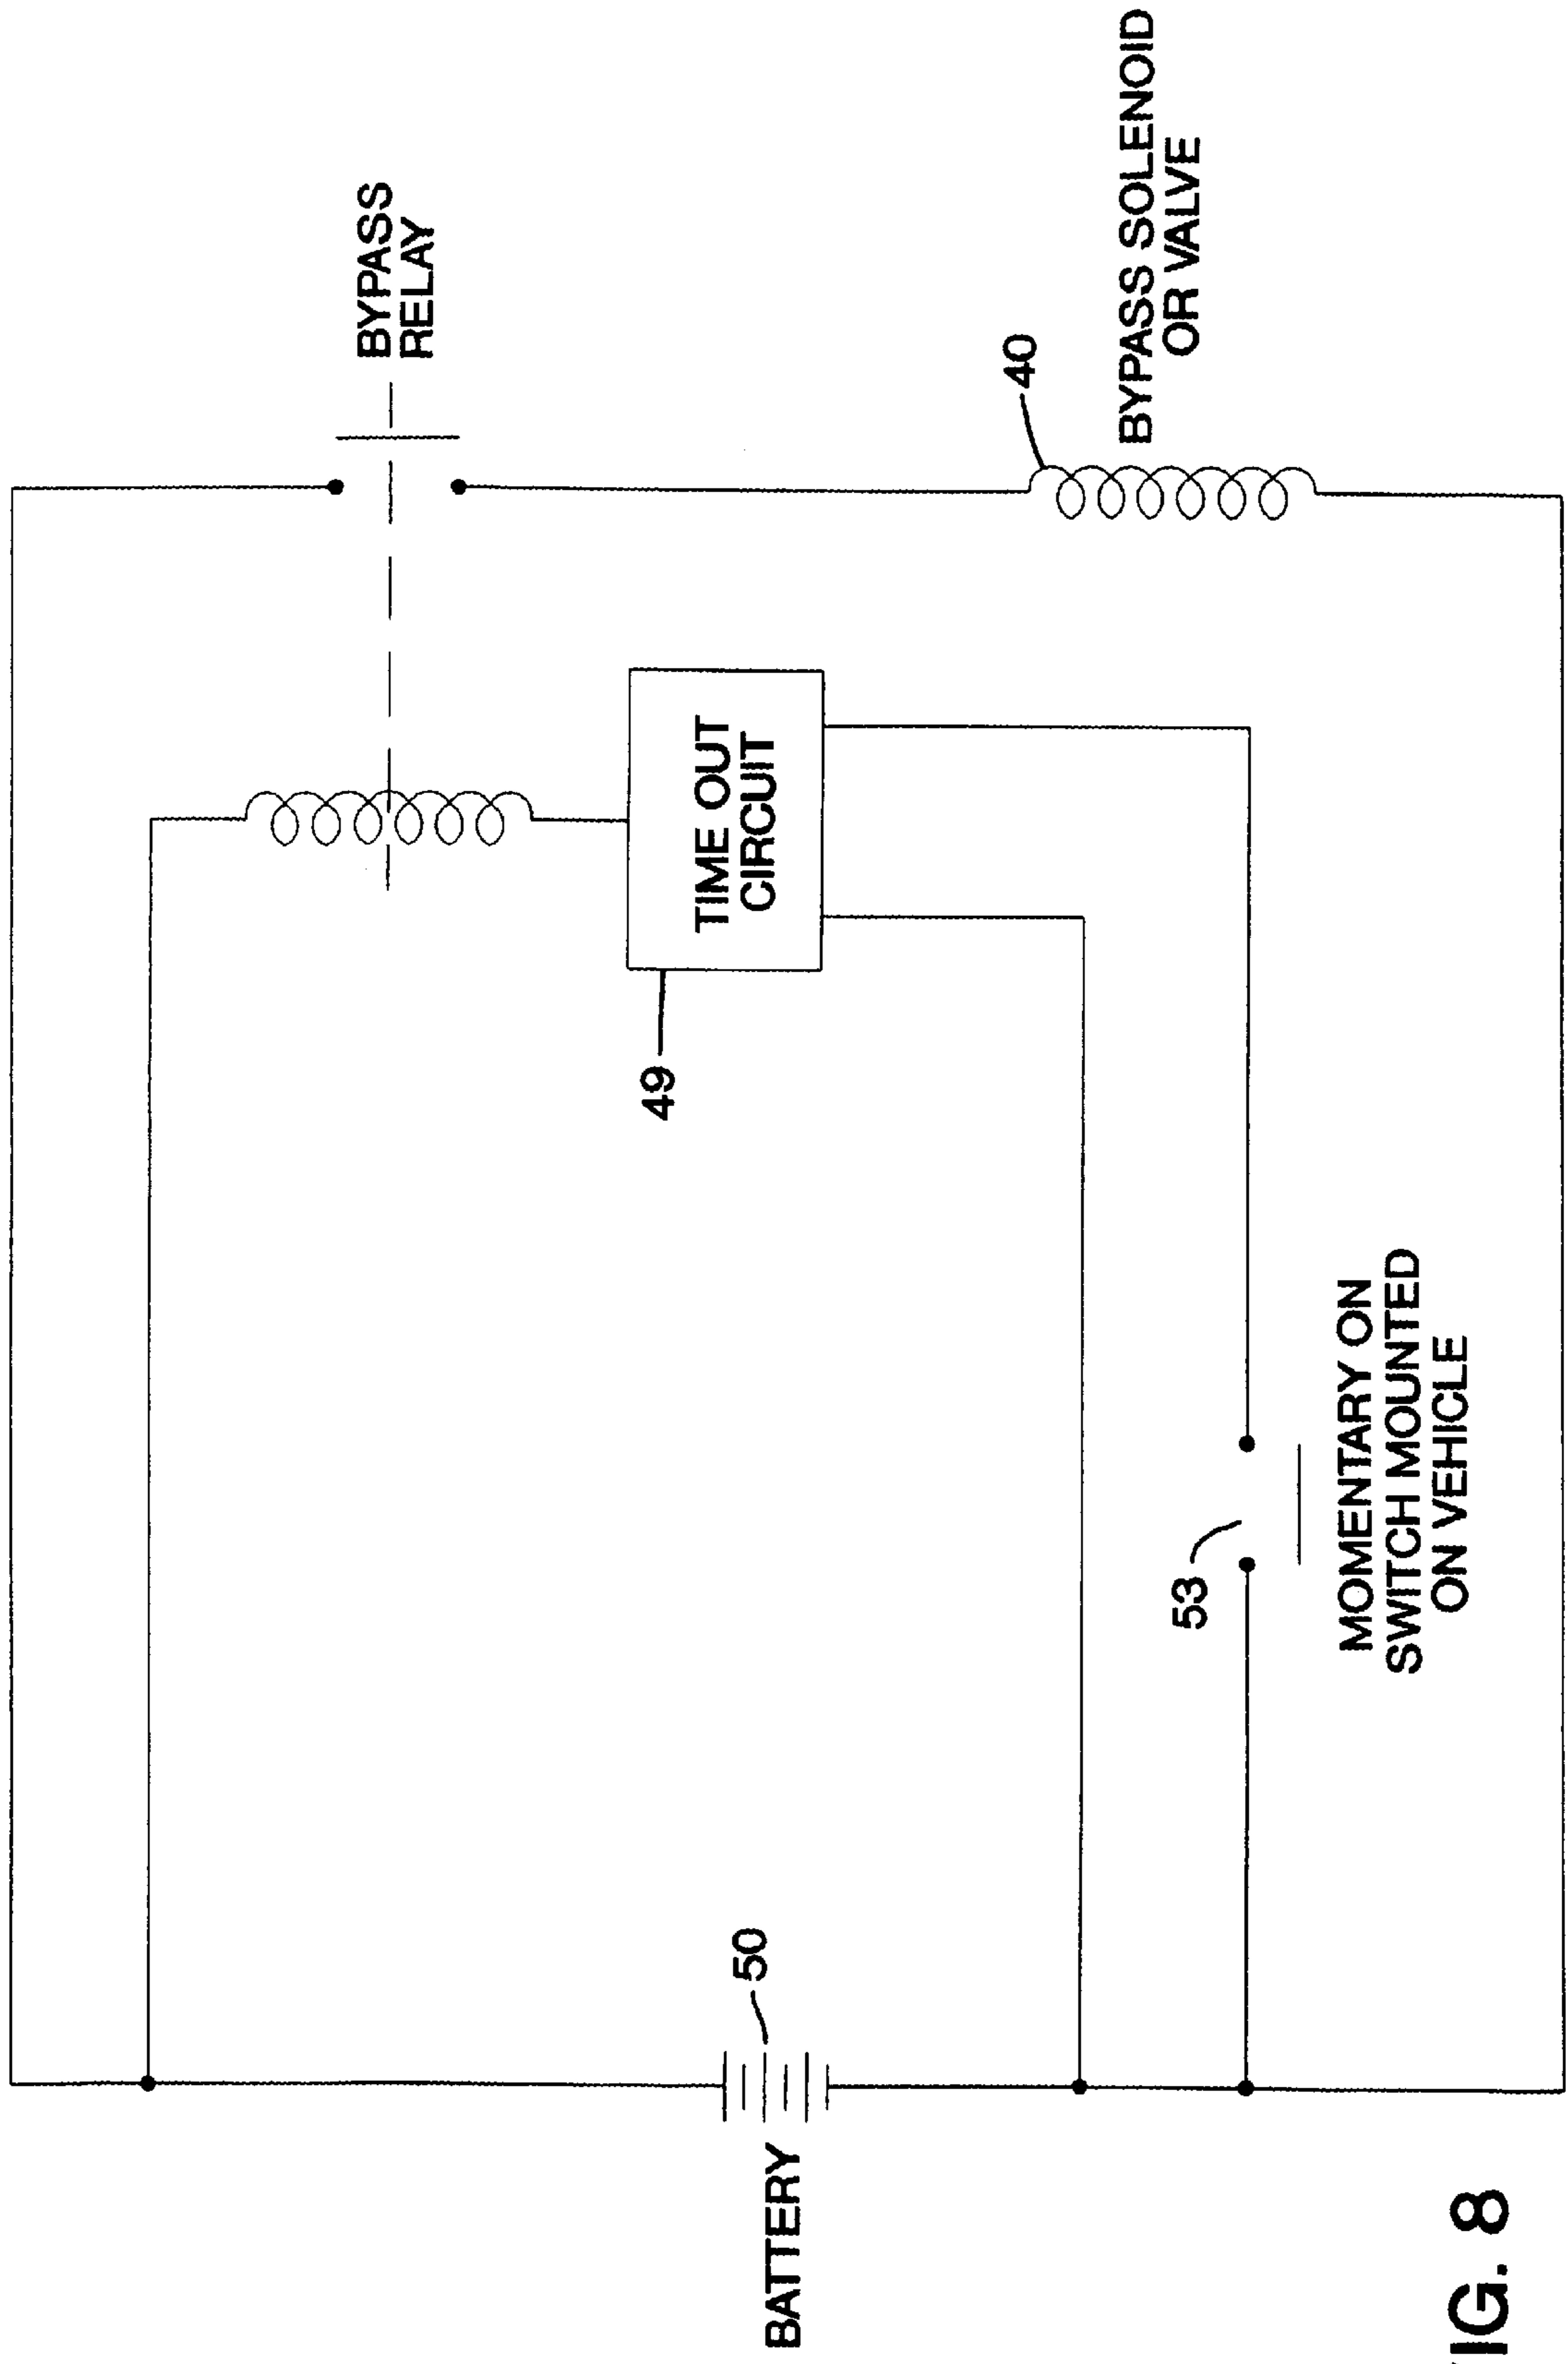 BYPASS
RELAY
40
BYPASS SOLENOID
OR VALVE
TIME OUT
CIRCUIT
49
53
MOMENTARY ON
SWITCH MOUNTED
ON VEHICLE
50
BATTERY
IG. 8